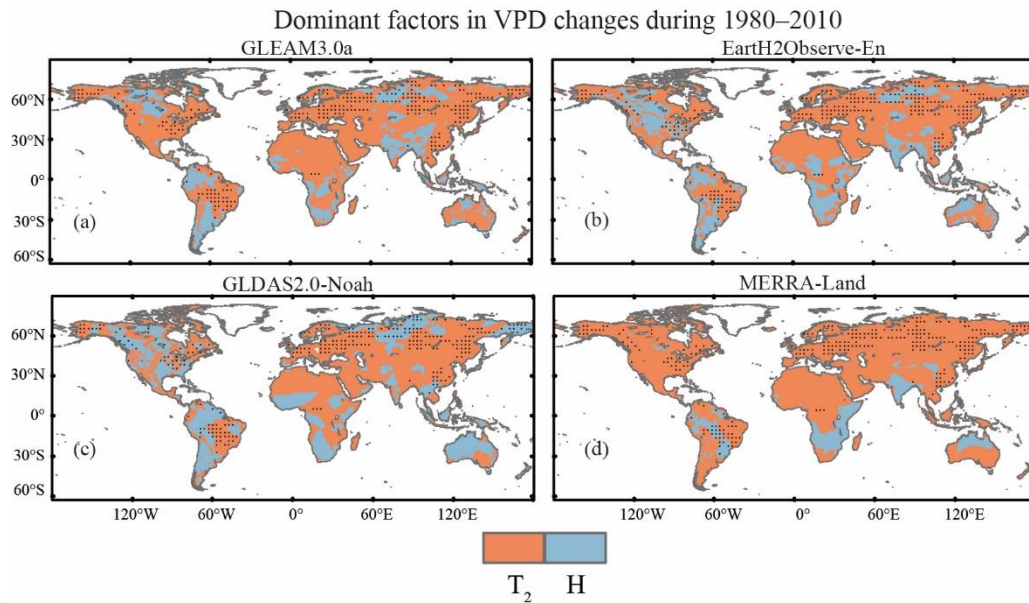 Dominant factors in VPD changes during 1980–2010
GLEAM3.0a
EartH2Observe-En
60°N
30°N
0°
30°S
60°S
(a)
(b)
GLDAS2.0-Noah
MERRA-Land
60°N
30°N
0°
30°S
60°S
(c)
(d)
120°W 60°W 0° 60°E 120°E 120°W 60°W 0° 60°E 120°E
T₂ H